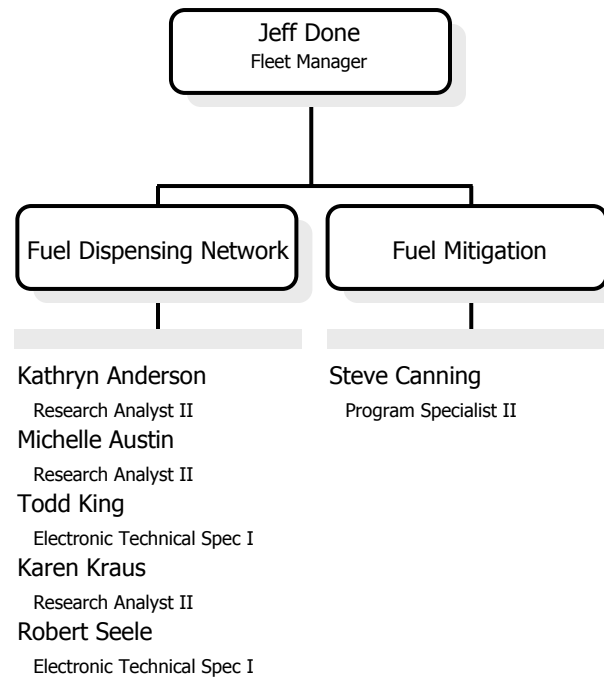 Jeff Done
Fleet Manager
Fuel Dispensing Network
Fuel Mitigation
Kathryn Anderson
Research Analyst II
Michelle Austin
Research Analyst II
Todd King
Electronic Technical Spec I
Karen Kraus
Research Analyst II
Robert Seele
Electronic Technical Spec I
Steve Canning
Program Specialist II